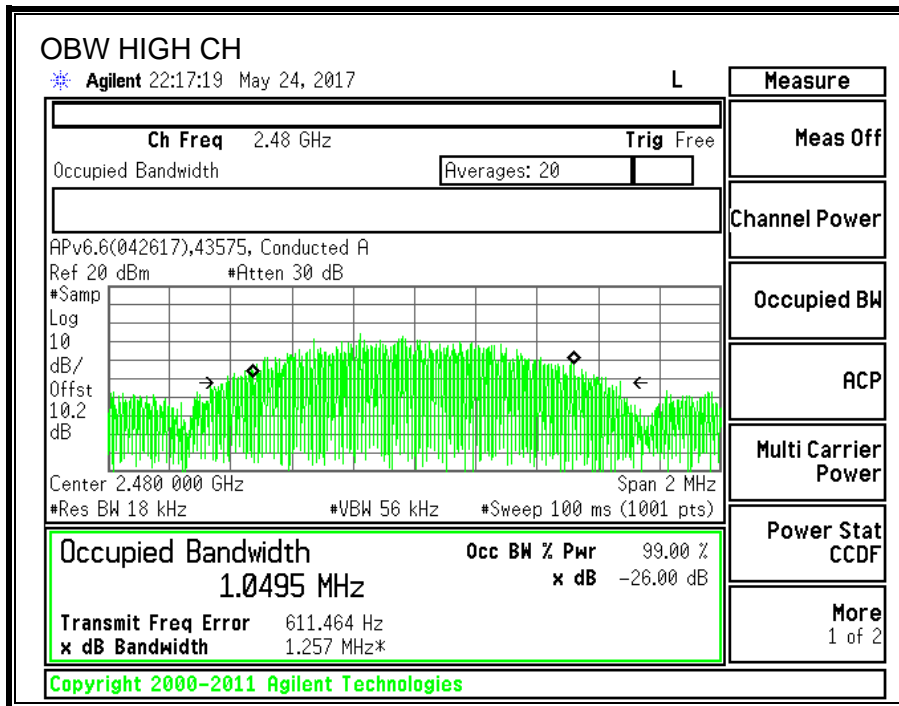 OBW HIGH CH
Agilent 22:17:19 May 24, 2017 L
Ch Freq 2.48 GHz Trig Free
Occupied Bandwidth Averages: 20
APv6.6(042617),43575, Conducted A
Ref 20 dBm #Atten 30 dB
#Samp
Log
10
dB/
Offst
10.2
dB
Center 2.480 000 GHz Span 2 MHz
#Res BW 18 kHz #VBW 56 kHz #Sweep 100 ms (1001 pts)
Occupied Bandwidth Occ BW % Pwr 99.00 %
1.0495 MHz x dB -26.00 dB
Transmit Freq Error 611.464 Hz
x dB Bandwidth 1.257 MHz*
Copyright 2000-2011 Agilent Technologies
Measure
Meas Off
Channel Power
Occupied BW
ACP
Multi Carrier
Power
Power Stat
CCDF
More
1 of 2